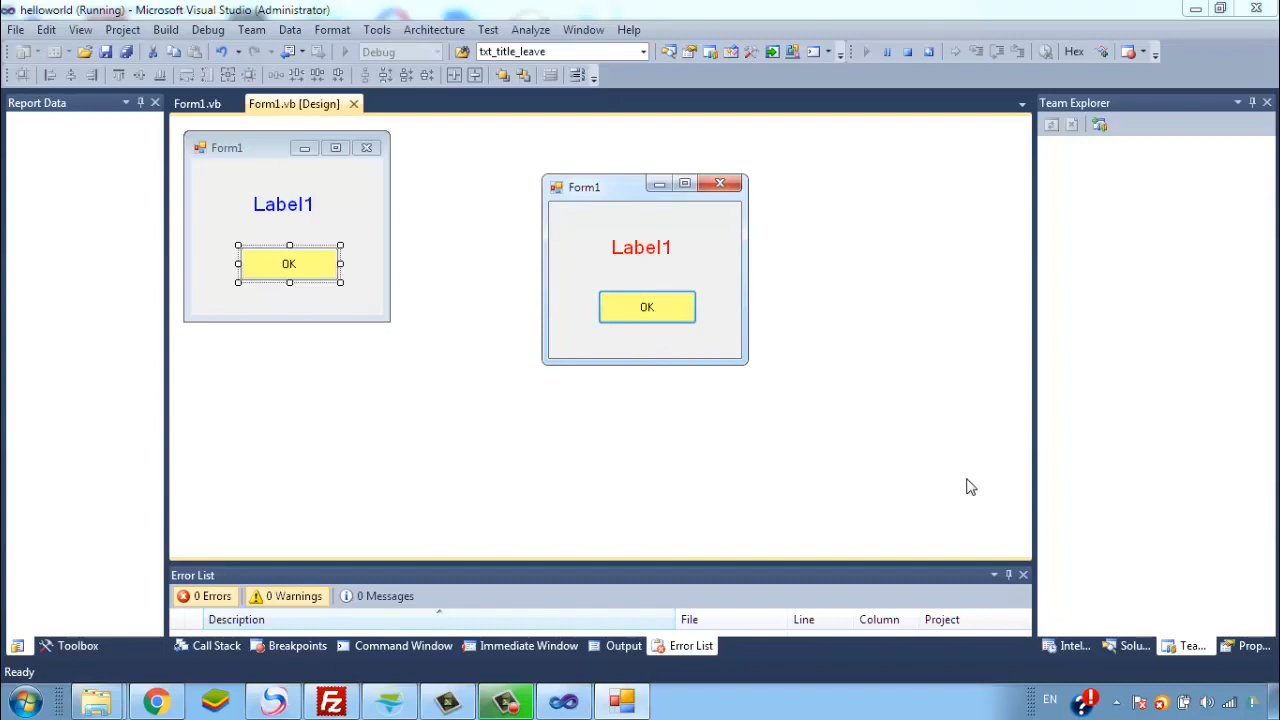 helloworld (Running) - Microsoft Visual Studio (Administrator)
File Edit View Project Build Debug Team Data Format Tools Architecture Test Analyze Window Help
Debug txt_title_leave Hex
Report Data
Form1.vb Form1.vb [Design]
Team Explorer
Form1
Label1
OK
Form1
Label1
OK
Error List
0 Errors 0 Warnings 0 Messages
Description File Line Column Project
Toolbox Call Stack Breakpoints Command Window Immediate Window Output Error List Intel... Solu... Tea... Prop...
Ready
EN